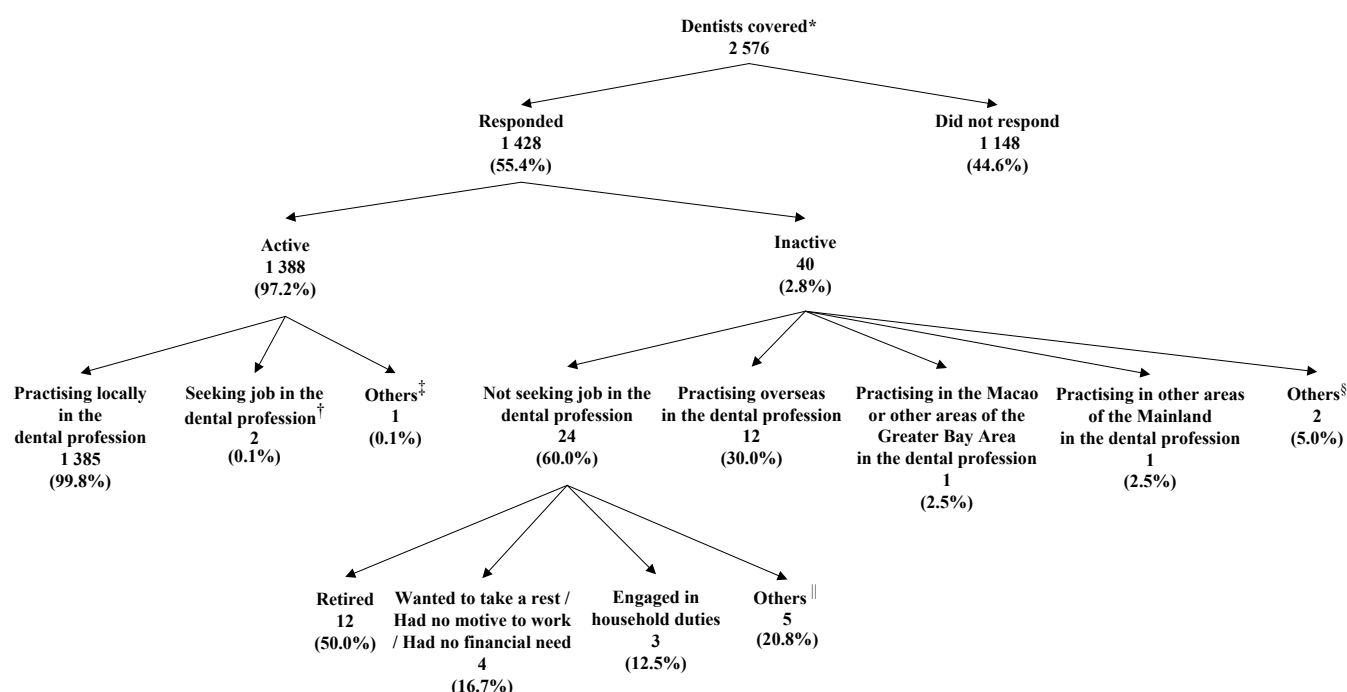 Dentists covered*
2 576
Responded
1 428
(55.4%)
Did not respond
1 148
(44.6%)
Active
1 388
(97.2%)
Inactive
40
(2.8%)
Practising locally
in the
dental profession
1 385
(99.8%)
Seeking job in the
dental profession†
2
(0.1%)
Others‡
1
(0.1%)
Not seeking job in the
dental profession
24
(60.0%)
Practising overseas
in the dental profession
12
(30.0%)
Practising in the Macao
or other areas of the
Greater Bay Area
in the dental profession
1
(2.5%)
Practising in other areas
of the Mainland
in the dental profession
1
(2.5%)
Others§
2
(5.0%)
Retired
12
(50.0%)
Wanted to take a rest /
Had no motive to work
/ Had no financial need
4
(16.7%)
Engaged in
household duties
3
(12.5%)
Others‖
5
(20.8%)